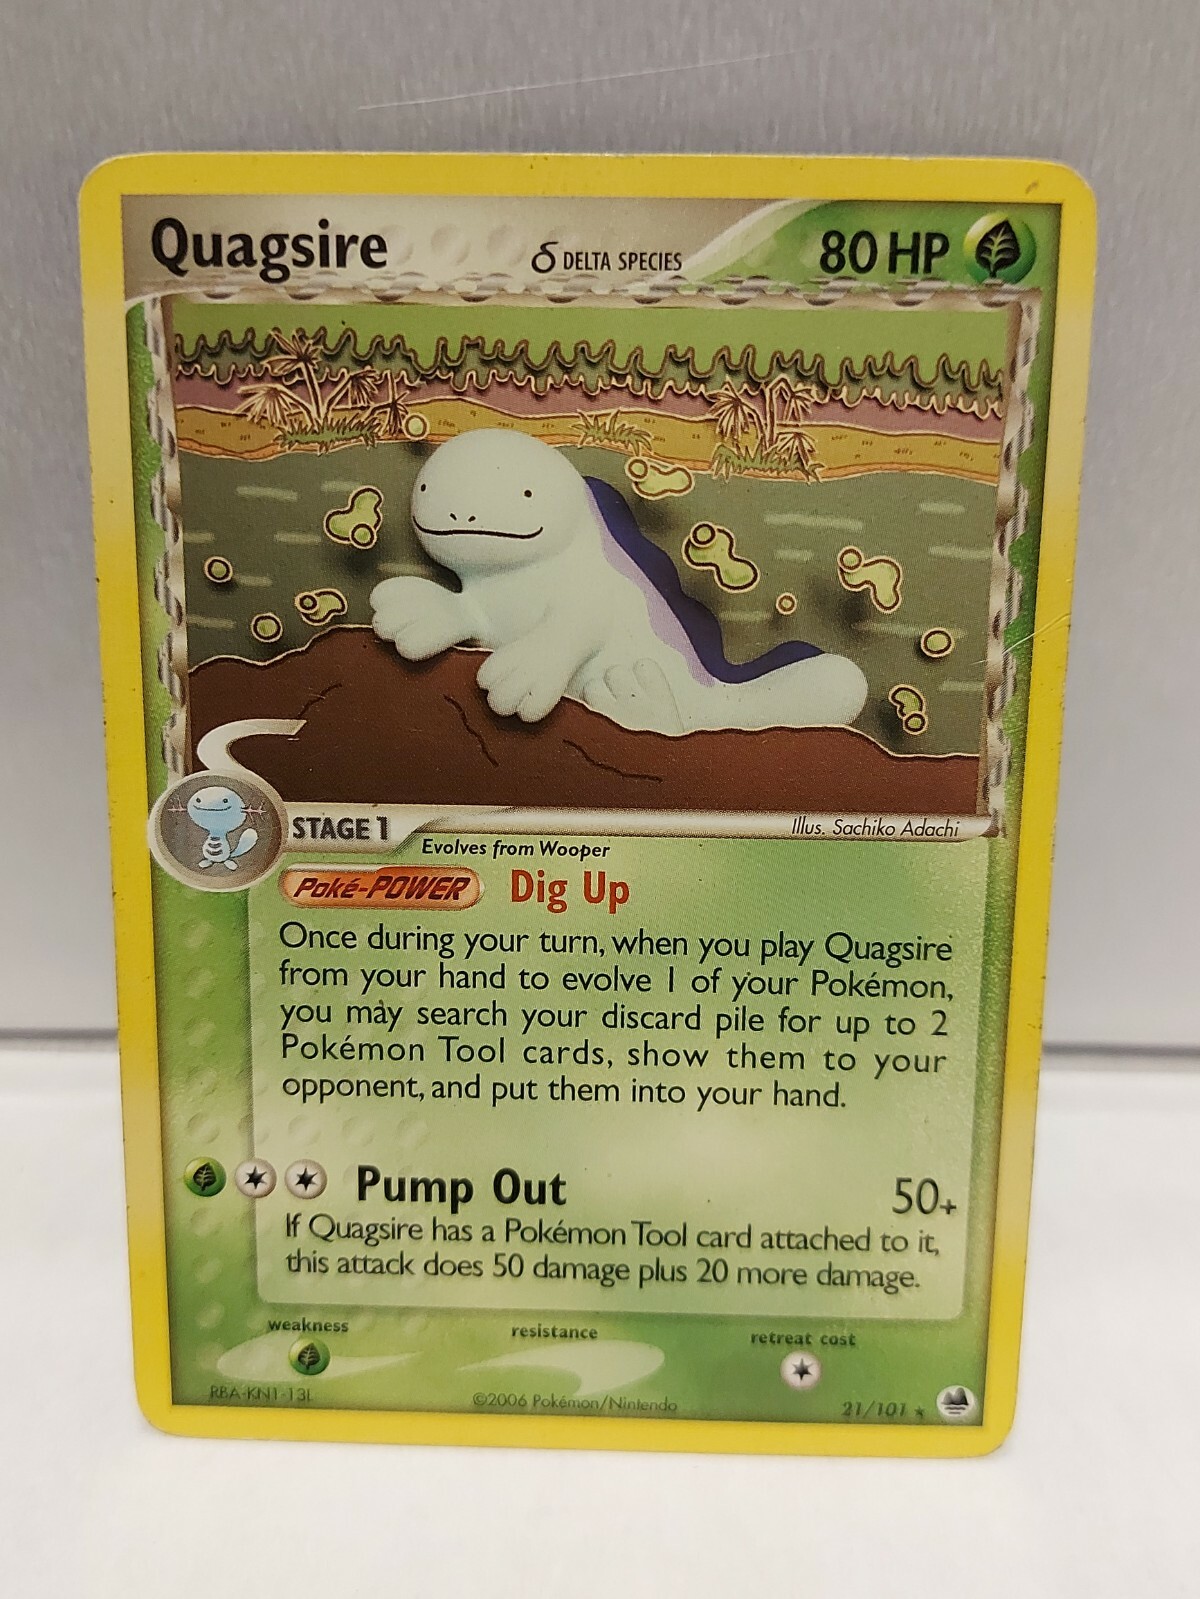 Quagsire δ DELTA SPECIES 80 HP
Illus. Sachiko Adachi
STAGE 1
Evolves from Wooper
Poké-POWER Dig Up
Once during your turn, when you play Quagsire
from your hand to evolve 1 of your Pokémon,
you may search your discard pile for up to 2
Pokémon Tool cards, show them to your
opponent, and put them into your hand.
Pump Out 50+
If Quagsire has a Pokémon Tool card attached to it,
this attack does 50 damage plus 20 more damage.
weakness resistance retreat cost
RBA-KN1-13L ©2006 Pokémon/Nintendo 21/101 ★